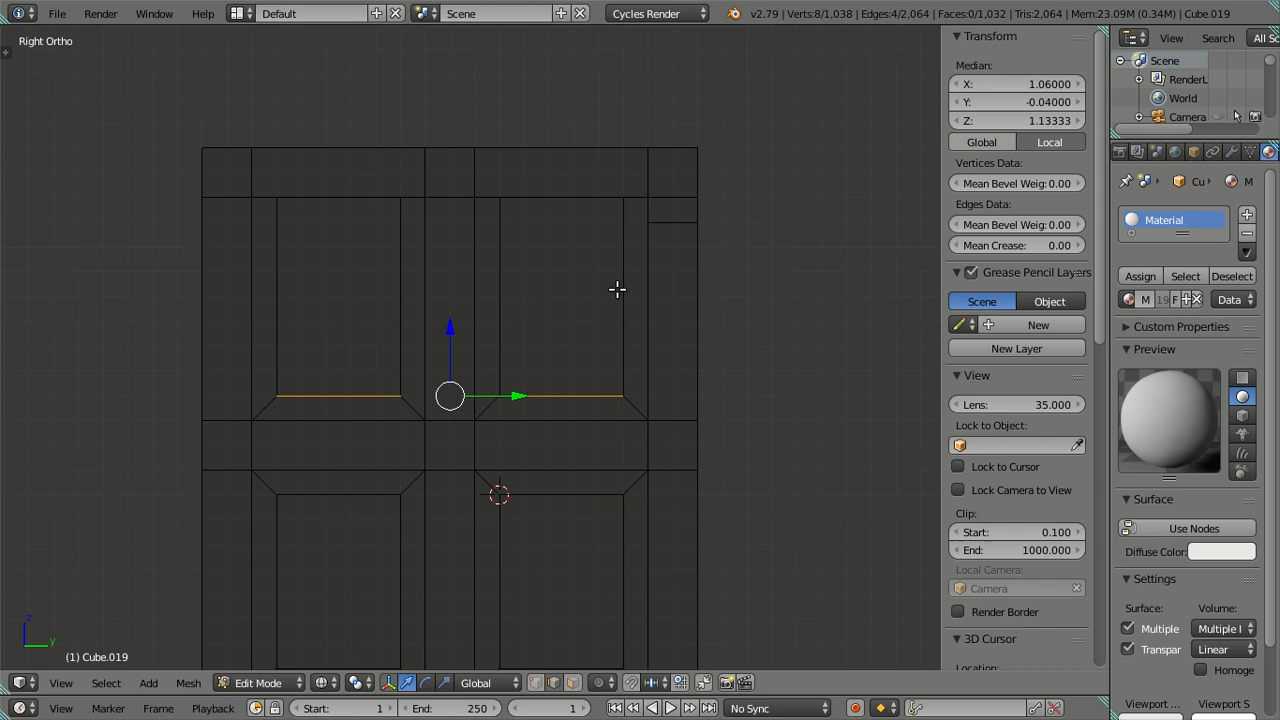 File Render Window Help Default Scene Cycles Render v2.79 | Verts:8/1,038 | Edges:4/2,064 | Faces:0/1,032 | Tris:2,064 | Mem:23.09M (0.34M) | Cube.019
Right Ortho
Transform
Median:
X: 1.06000
Y: -0.04000
Z: 1.13333
Global Local
Vertices Data:
Mean Bevel Weig: 0.00
Edges Data:
Mean Bevel Weig: 0.00
Mean Crease: 0.00
Grease Pencil Layers
Scene Object
New
New Layer
View
Lens: 35.000
Lock to Object:
Lock to Cursor
Lock Camera to View
Clip:
Start: 0.100
End: 1000.000
Local Camera:
Camera
Render Border
3D Cursor
Location:
View Search All Sc
Scene
RenderL
World
Camera
Cu M
Material
Assign Select Deselect
M 19 F Data
Custom Properties
Preview
Surface
Use Nodes
Diffuse Color:
Settings
Surface: Volume:
Multiple Multiple I
Transpar Linear
Homoge
Viewport Viewport S
z
y
(1) Cube.019
View Select Add Mesh Edit Mode Global
View Marker Frame Playback Start: 1 End: 250 1 No Sync